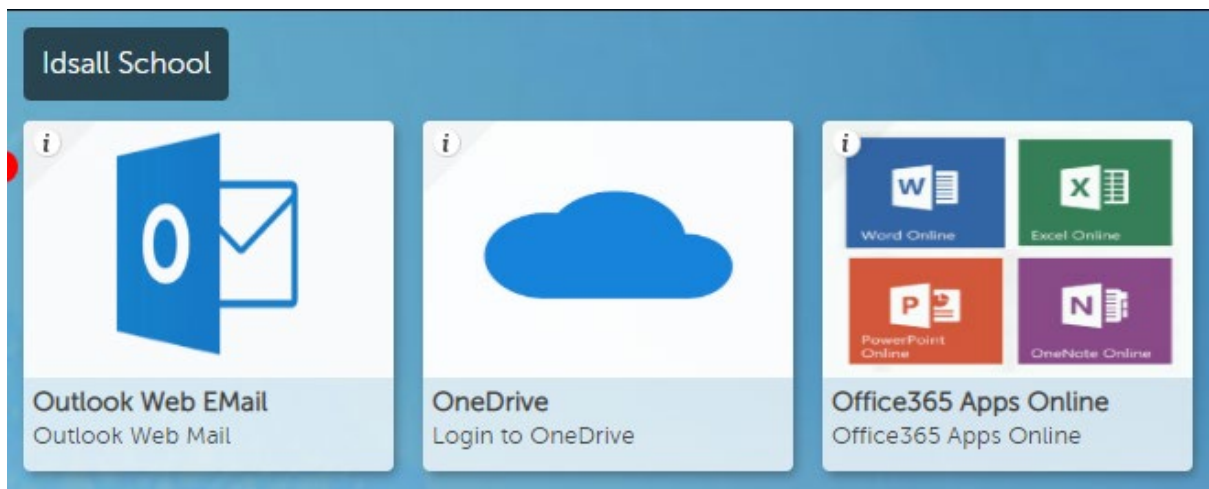 Idsall School
i
i
i
O
W
Word Online
X
Excel Online
P
PowerPoint
Online
N
OneNote Online
Outlook Web EMail
Outlook Web Mail
OneDrive
Login to OneDrive
Office365 Apps Online
Office365 Apps Online